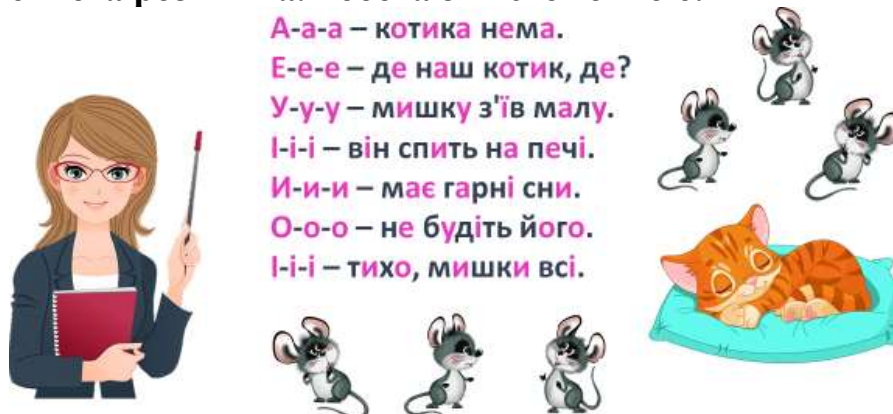 А-а-а – котика нема.
Е-е-е – де наш котик, де?
У-у-у – мишку з'їв малу.
І-і-і – він спить на печі.
И-и-и – має гарні сни.
О-о-о – не будіть його.
І-і-і – тихо, мишки всі.